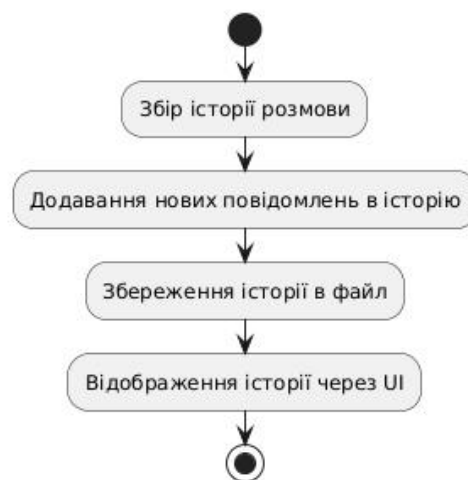 Збір історії розмови
Додавання нових повідомлень в історію
Збереження історії в файл
Відображення історії через UI